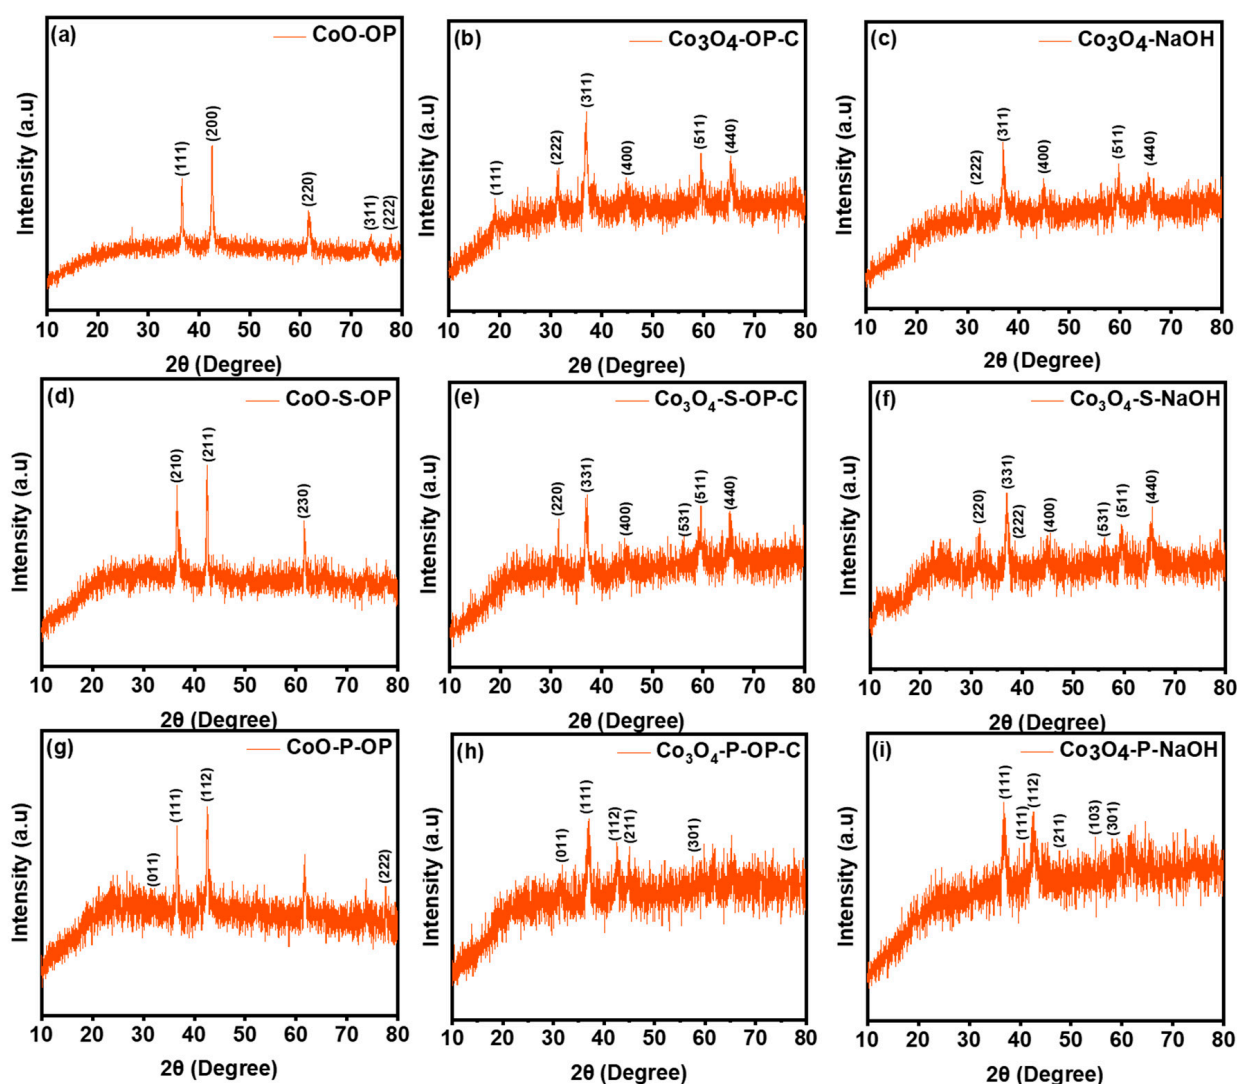 (a)
CoO-OP
(111)
(200)
(220)
(311)
(222)
Intensity (a.u)
10 20 30 40 50 60 70 80
2θ (Degree)
(b)
Co3O4-OP-C
(111)
(222)
(311)
(400)
(511)
(440)
Intensity (a.u)
10 20 30 40 50 60 70 80
2θ (Degree)
(c)
Co3O4-NaOH
(222)
(311)
(400)
(511)
(440)
Intensity (a.u)
10 20 30 40 50 60 70 80
2θ (Degree)
(d)
CoO-S-OP
(210)
(211)
(230)
Intensity (a.u)
10 20 30 40 50 60 70 80
2θ (Degree)
(e)
Co3O4-S-OP-C
(220)
(331)
(400)
(531)
(511)
(440)
Intensity (a.u)
10 20 30 40 50 60 70 80
2θ (Degree)
(f)
Co3O4-S-NaOH
(220)
(331)
(222)
(400)
(531)
(511)
(440)
Intensity (a.u)
10 20 30 40 50 60 70 80
2θ (Degree)
(g)
CoO-P-OP
(011)
(111)
(112)
(222)
Intensity (a.u)
10 20 30 40 50 60 70 80
2θ (Degree)
(h)
Co3O4-P-OP-C
(011)
(111)
(112)
(211)
(301)
Intensity (a.u)
10 20 30 40 50 60 70 80
2θ (Degree)
(i)
Co3O4-P-NaOH
(111)
(111)
(112)
(211)
(103)
(301)
Intensity (a.u)
10 20 30 40 50 60 70 80
2θ (Degree)